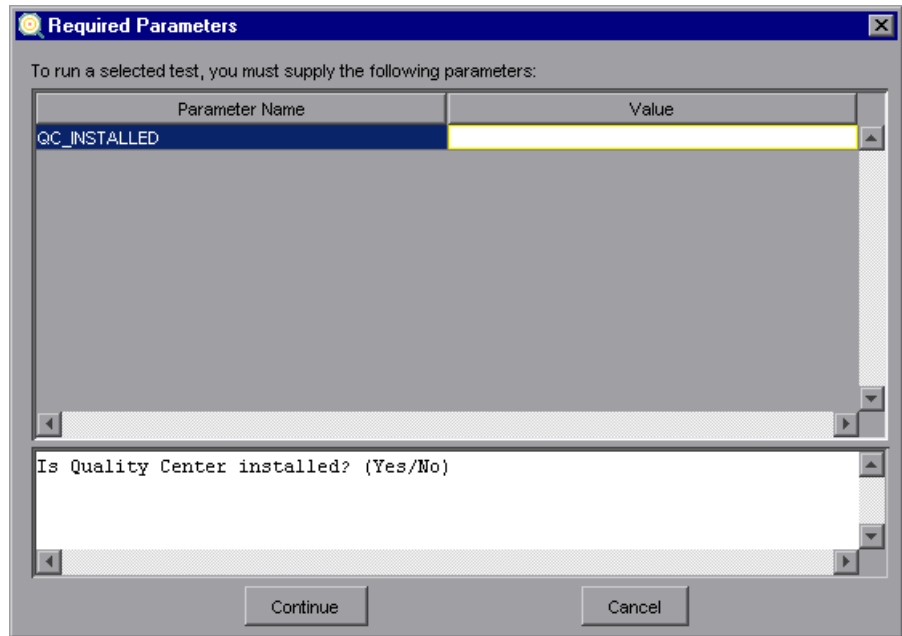 Required Parameters
To run a selected test, you must supply the following parameters:
Parameter Name Value
QC_INSTALLED
Is Quality Center installed? (Yes/No)
Continue Cancel